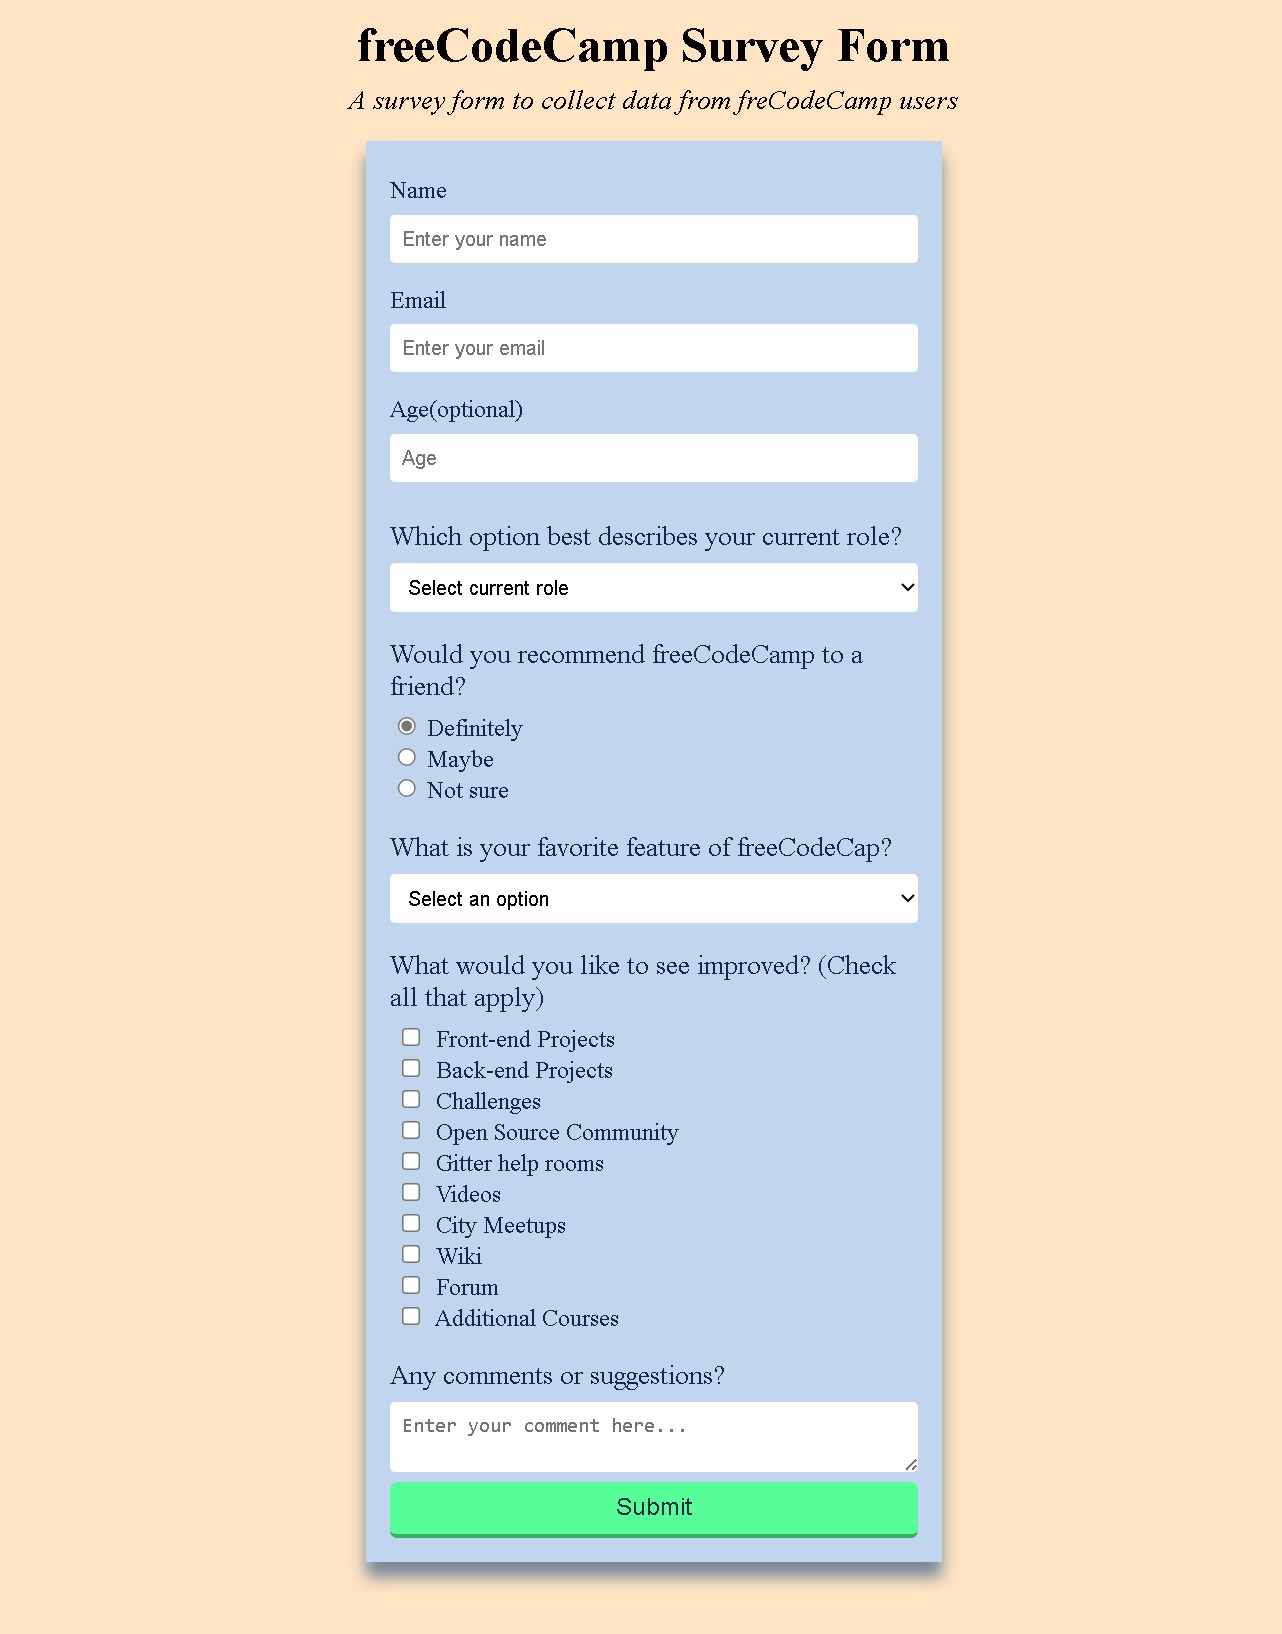 freeCodeCamp Survey Form
A survey form to collect data from freCodeCamp users
Name
Enter your name
Email
Enter your email
Age(optional)
Age
Which option best describes your current role?
Select current role
Would you recommend freeCodeCamp to a
friend?
Definitely
Maybe
Not sure
What is your favorite feature of freeCodeCap?
Select an option
What would you like to see improved? (Check
all that apply)
Front-end Projects
Back-end Projects
Challenges
Open Source Community
Gitter help rooms
Videos
City Meetups
Wiki
Forum
Additional Courses
Any comments or suggestions?
Enter your comment here...
Submit